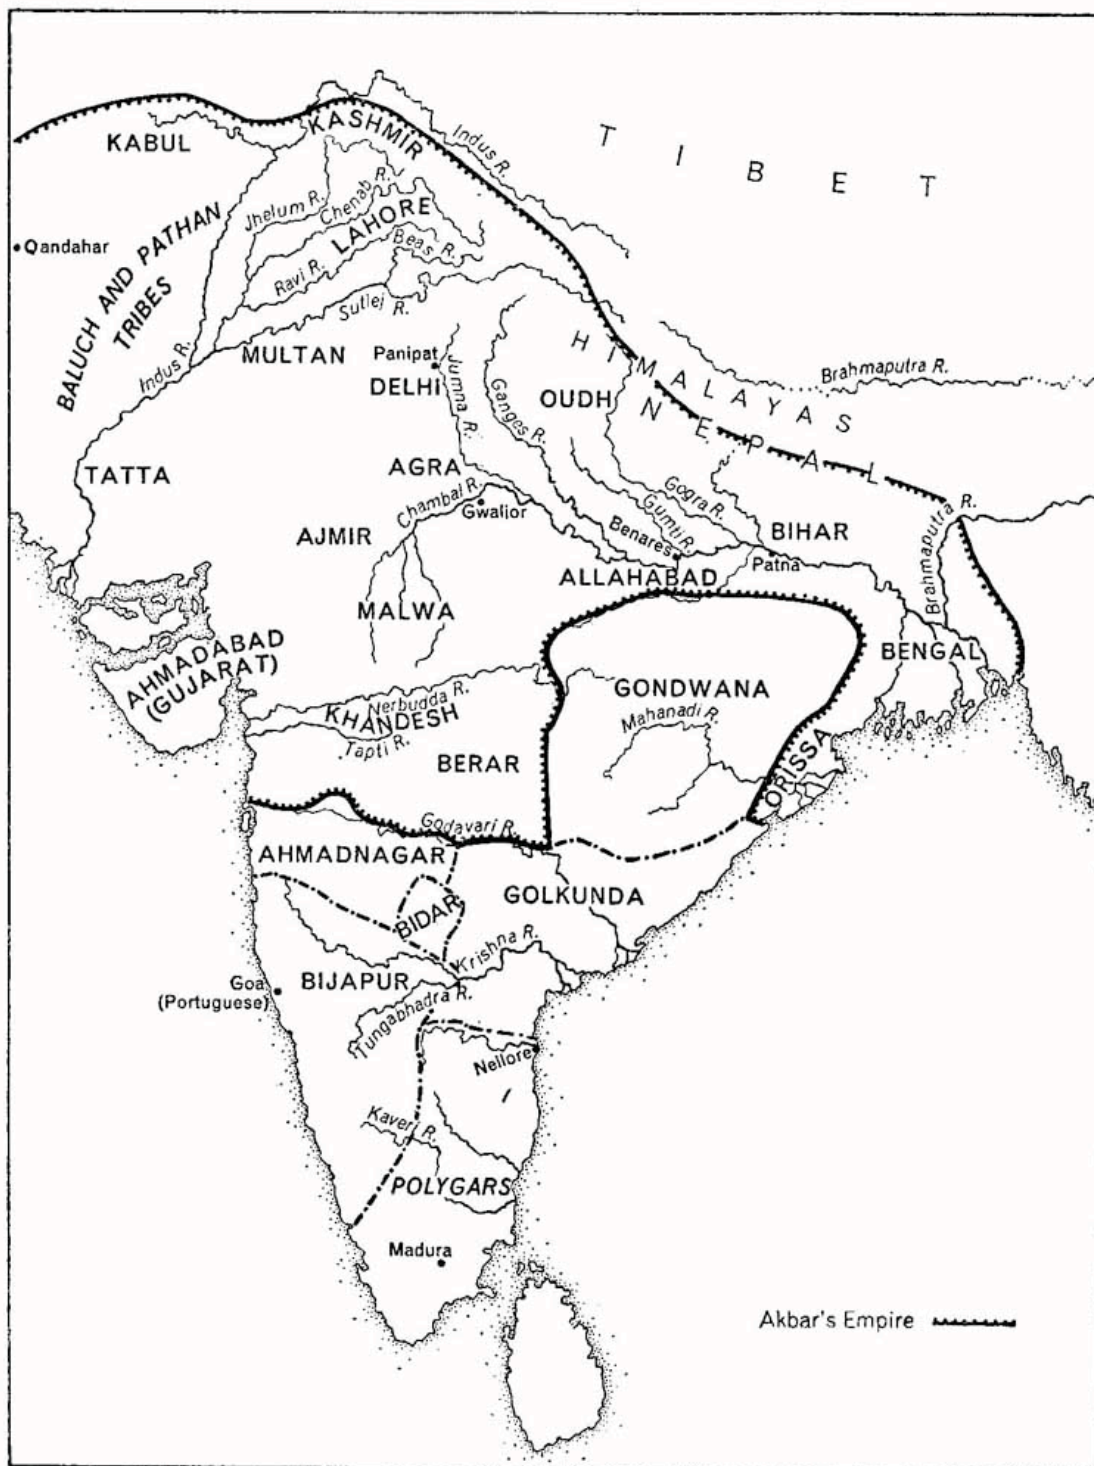 TIBET
KABUL
KASHMIR
Indus R.
Jhelum R.
Chenab R.
LAHORE
Beas R.
Ravi R.
Sutlej R.
Qandahar
BALUCH AND PATHAN
TRIBES
Indus R.
MULTAN
Panipat
DELHI
Jumna R.
Ganges R.
OUDH
HIMALAYAS
NEPAL
Brahmaputra R.
TATTA
AGRA
Chambal R.
Gwalior
AJMIR
Gogra R.
Gumti R.
Benares
BIHAR
Patna
Brahmaputra R.
ALLAHABAD
MALWA
AHMADABAD
(GUJARAT)
BENGAL
GONDWANA
Nerbudda R.
KHANDESH
Tapti R.
Mahanadi R.
BERAR
ORISSA
Godavari R.
AHMADNAGAR
GOLKUNDA
BIDAR
Krishna R.
BIJAPUR
Goa
(Portuguese)
Tungabhadra R.
Nellore
Kaveri R.
POLYGARS
Madura
Akbar's Empire